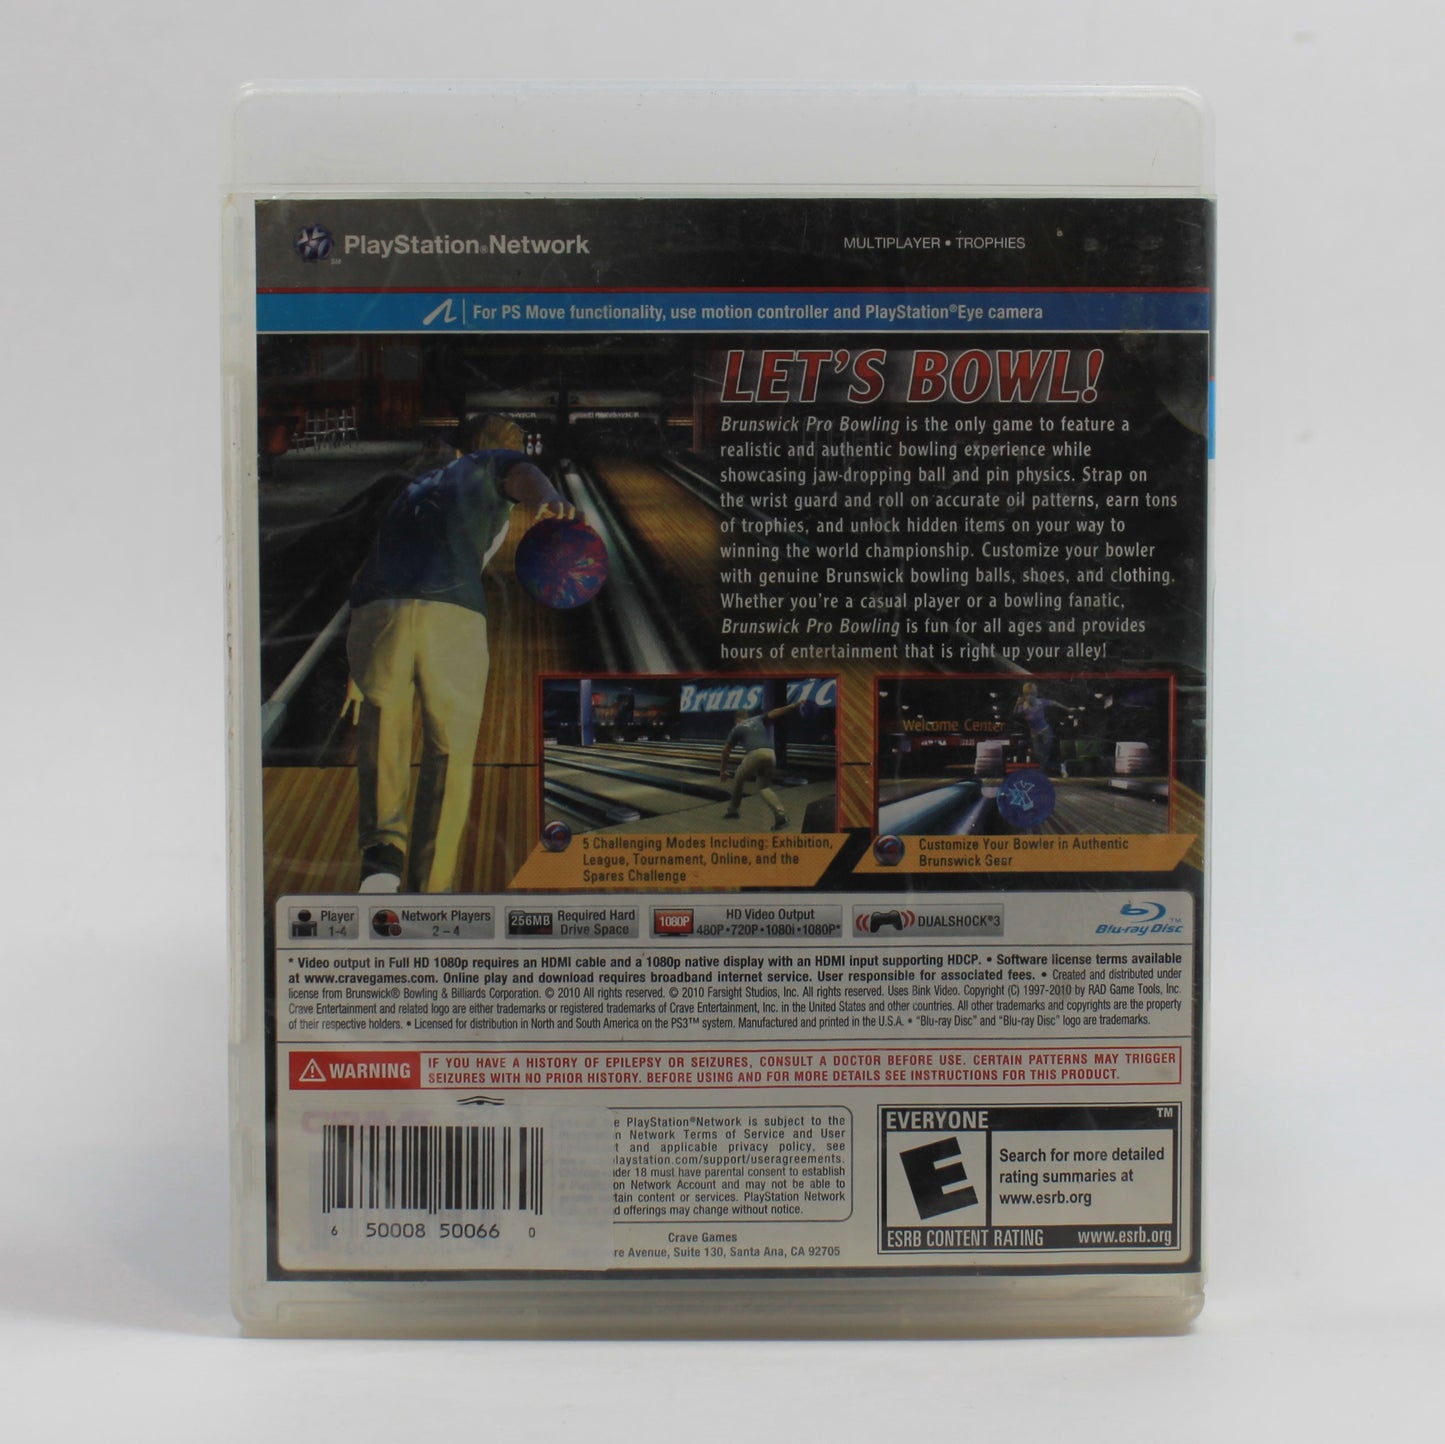 PlayStation®Network
SM
MULTIPLAYER • TROPHIES
For PS Move functionality, use motion controller and PlayStation®Eye camera
LET'S BOWL!
Brunswick Pro Bowling is the only game to feature a
realistic and authentic bowling experience while
showcasing jaw-dropping ball and pin physics. Strap on
the wrist guard and roll on accurate oil patterns, earn tons
of trophies, and unlock hidden items on your way to
winning the world championship. Customize your bowler
with genuine Brunswick bowling balls, shoes, and clothing.
Whether you're a casual player or a bowling fanatic,
Brunswick Pro Bowling is fun for all ages and provides
hours of entertainment that is right up your alley!
Welcome Center
5 Challenging Modes Including: Exhibition,
League, Tournament, Online, and the
Spares Challenge
Customize Your Bowler in Authentic
Brunswick Gear
Player
1-4
Network Players
2 – 4
256MB
Required Hard
Drive Space
1080P
HD Video Output
480P•720P•1080i•1080P*
DUALSHOCK®3
Blu-ray Disc™
* Video output in Full HD 1080p requires an HDMI cable and a 1080p native display with an HDMI input supporting HDCP. • Software license terms available
at www.cravegames.com. Online play and download requires broadband internet service. User responsible for associated fees. • Created and distributed under
license from Brunswick® Bowling & Billiards Corporation. © 2010 All rights reserved. © 2010 Farsight Studios, Inc. All rights reserved. Uses Bink Video. Copyright (C) 1997-2010 by RAD Game Tools, Inc.
Crave Entertainment and related logo are either trademarks or registered trademarks of Crave Entertainment, Inc. in the United States and other countries. All other trademarks and copyrights are the property
of their respective holders. • Licensed for distribution in North and South America on the PS3™ system. Manufactured and printed in the U.S.A. • "Blu-ray Disc" and "Blu-ray Disc" logo are trademarks.
WARNING
IF YOU HAVE A HISTORY OF EPILEPSY OR SEIZURES, CONSULT A DOCTOR BEFORE USE. CERTAIN PATTERNS MAY TRIGGER
SEIZURES WITH NO PRIOR HISTORY. BEFORE USING AND FOR MORE DETAILS SEE INSTRUCTIONS FOR THIS PRODUCT.
6 50008 50066 0
PlayStation®Network is subject to the
Network Terms of Service and User
and applicable privacy policy, see
laystation.com/support/useragreements.
der 18 must have parental consent to establish
on Network Account and may not be able to
tain content or services. PlayStation Network
d offerings may change without notice.
Crave Games
re Avenue, Suite 130, Santa Ana, CA 92705
EVERYONE
TM
E
Search for more detailed
rating summaries at
www.esrb.org
ESRB CONTENT RATING www.esrb.org